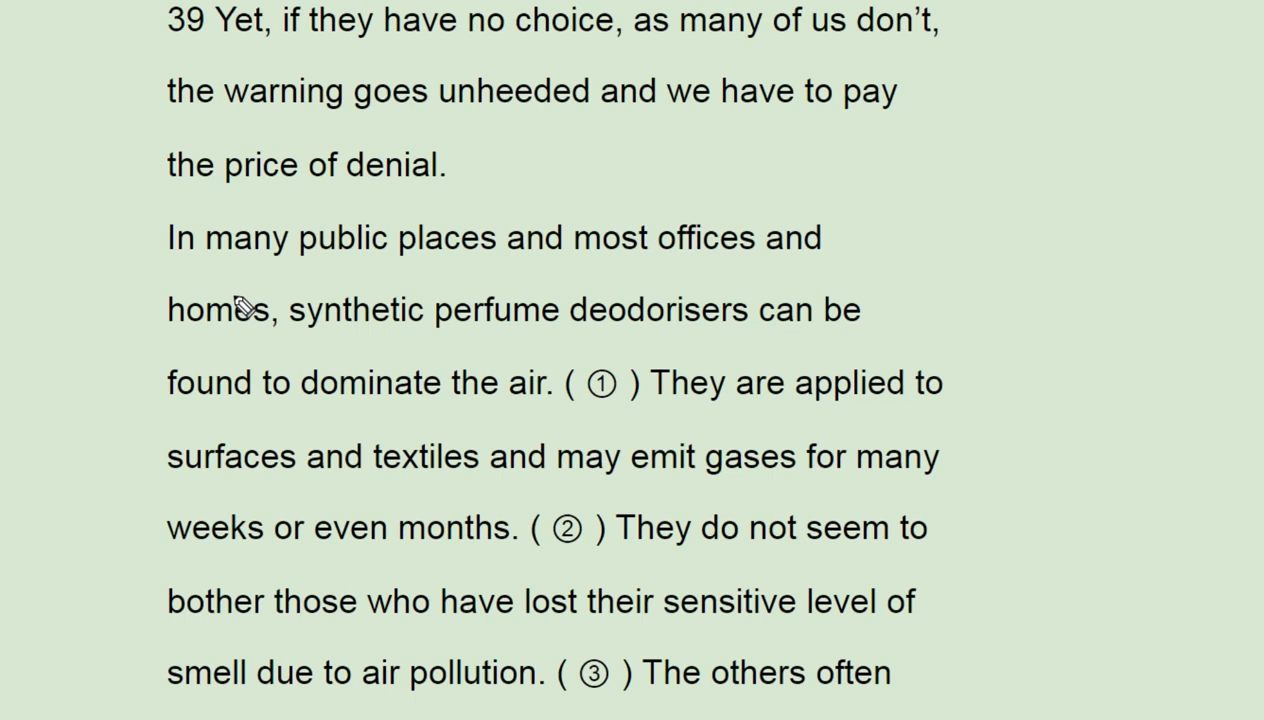 39 Yet, if they have no choice, as many of us don’t,
the warning goes unheeded and we have to pay
the price of denial.
In many public places and most offices and
homes, synthetic perfume deodorisers can be
found to dominate the air. ( ① ) They are applied to
surfaces and textiles and may emit gases for many
weeks or even months. ( ② ) They do not seem to
bother those who have lost their sensitive level of
smell due to air pollution. ( ③ ) The others often